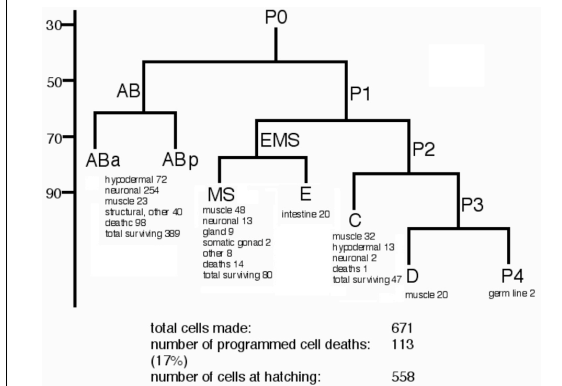 30
P0
50
AB
P1
70
EMS
P2
ABa
ABp
90
MS
E
P3
hypodermal 72
neuronal 254
muscle 23
structural, other 40
deathc 98
total surviving 389
muscle 48
neuronal 13
gland 9
somatic gonad 2
other 8
deaths 14
total surviving 80
intestine 20
C
muscle 32
hypodermal 13
neuronal 2
deaths 1
total surviving 47
D
P4
muscle 20
germ line 2
total cells made: 671
number of programmed cell deaths: 113
(17%)
number of cells at hatching: 558